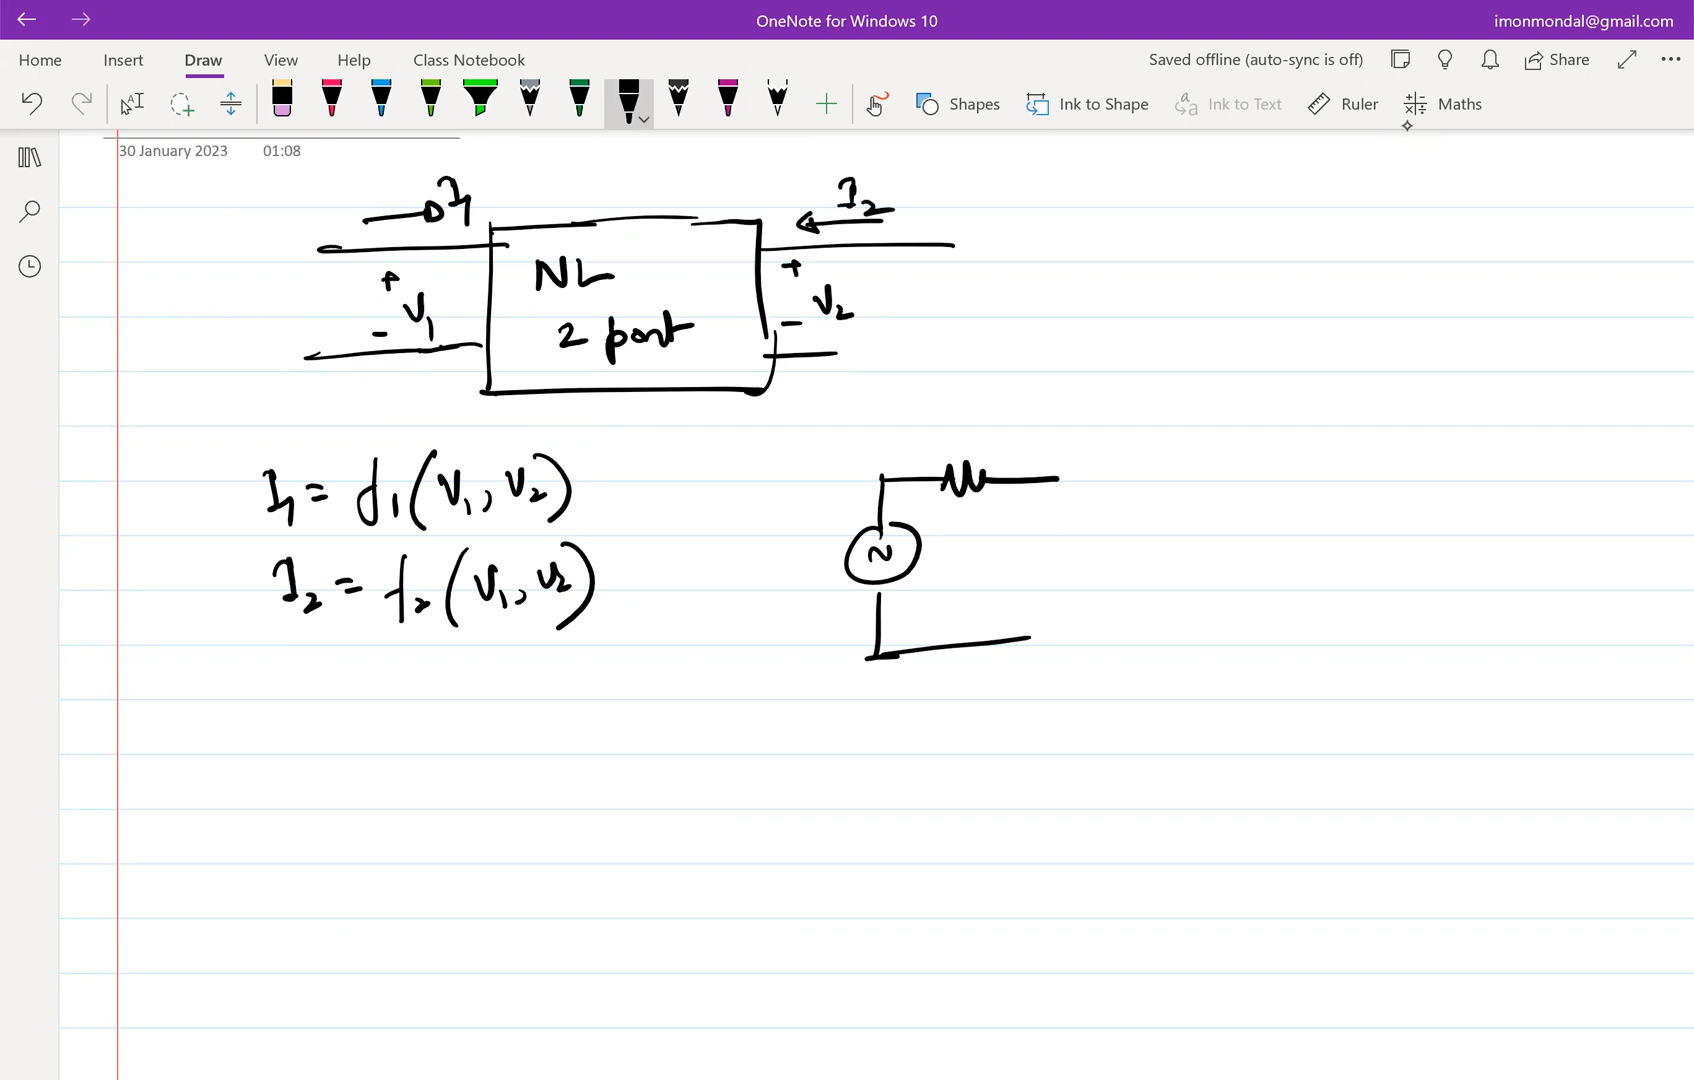 OneNote for Windows 10
imonmondal@gmail.com
Home Insert Draw View Help Class Notebook
Saved offline (auto-sync is off) Share
Shapes Ink to Shape Ink to Text Ruler Maths
30 January 2023 01:08
I1 I2
+ NL +
V1 V2
- 2 port -
I1 = f1(V1, V2)
I2 = f2(V1, V2)
~